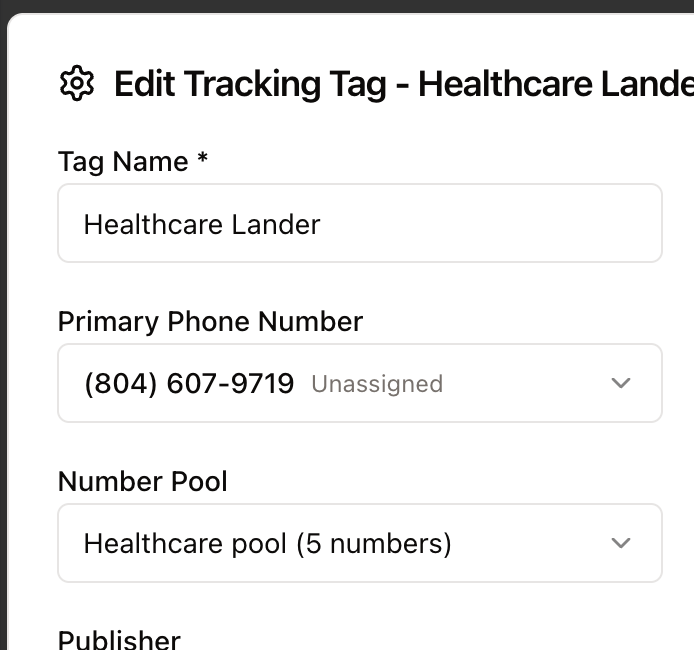 Edit Tracking Tag - Healthcare Lande
Tag Name *
Healthcare Lander
Primary Phone Number
(804) 607-9719 Unassigned
Number Pool
Healthcare pool (5 numbers)
Publisher